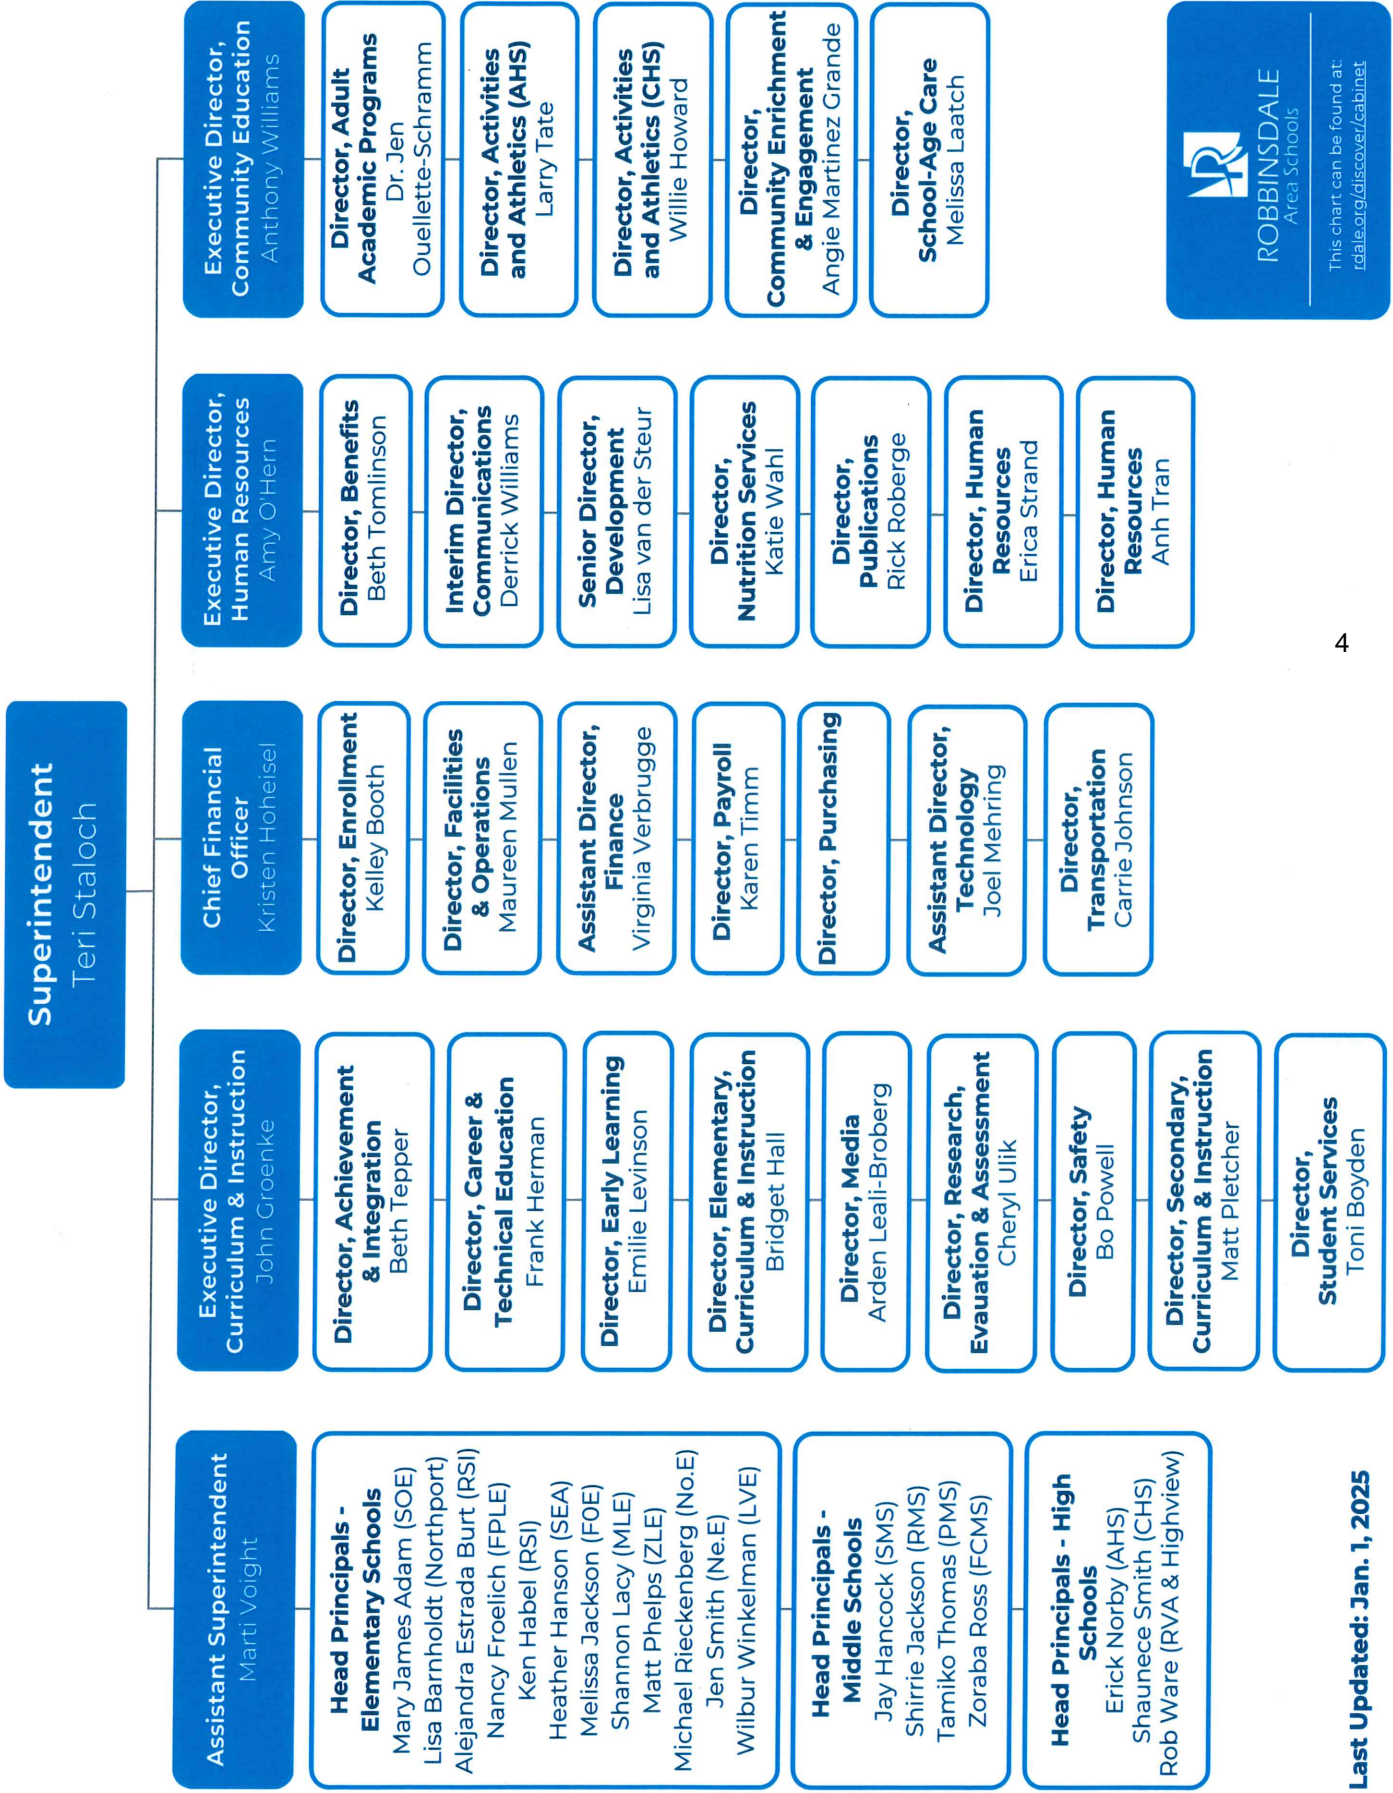 Superintendent
Teri Staloch
Assistant Superintendent
Marti Voight
Head Principals -
Elementary Schools
Mary James Adam (SOE)
Lisa Barnholdt (Northport)
Alejandra Estrada Burt (RSI)
Nancy Froelich (FPLE)
Ken Habel (RSI)
Heather Hanson (SEA)
Melissa Jackson (F0E)
Shannon Lacy (MLE)
Matt Phelps (ZLE)
Michael Rieckenberg (No.E)
Jen Smith (Ne.E)
Wilbur Winkelman (LVE)
Head Principals -
Middle Schools
Jay Hancock (SMS)
Shirrie Jackson (RMS)
Tamiko Thomas (PMS)
Zoraba Ross (FCMS)
Head Principals - High
Schools
Erick Norby (AHS)
Shaunece Smith (CHS)
Rob Ware (RVA & Highview)
Executive Director,
Curriculum & Instruction
John Groenke
Director, Achievement
& Integration
Beth Tepper
Director, Career &
Technical Education
Frank Herman
Director, Early Learning
Emilie Levinson
Director, Elementary,
Curriculum & Instruction
Bridget Hall
Director, Media
Arden Leali-Broberg
Director, Research,
Evauation & Assessment
Cheryl Ulik
Director, Safety
Bo Powell
Director, Secondary,
Curriculum & Instruction
Matt Pletcher
Director,
Student Services
Toni Boyden
Chief Financial
Officer
Kristen Hoheisel
Director, Enrollment
Kelley Booth
Director, Facilities
& Operations
Maureen Mullen
Assistant Director,
Finance
Virginia Verbrugge
Director, Payroll
Karen Timm
Director, Purchasing
Assistant Director,
Technology
Joel Mehring
Director,
Transportation
Carrie Johnson
Executive Director,
Human Resources
Amy O'Hern
Director, Benefits
Beth Tomlinson
Interim Director,
Communications
Derrick Williams
Senior Director,
Development
Lisa van der Steur
Director,
Nutrition Services
Katie Wahl
Director,
Publications
Rick Roberge
Director, Human
Resources
Erica Strand
Director, Human
Resources
Anh Tran
Executive Director,
Community Education
Anthony Williams
Director, Adult
Academic Programs
Dr. Jen
Ouellette-Schramm
Director, Activities
and Athletics (AHS)
Larry Tate
Director, Activities
and Athletics (CHS)
Willie Howard
Director,
Community Enrichment
& Engagement
Angie Martinez Grande
Director,
School-Age Care
Melissa Laatch
ROBBINSDALE
Area Schools
This chart can be found at:
rdale.org/discover/cabinet
Last Updated: Jan. 1, 2025
4